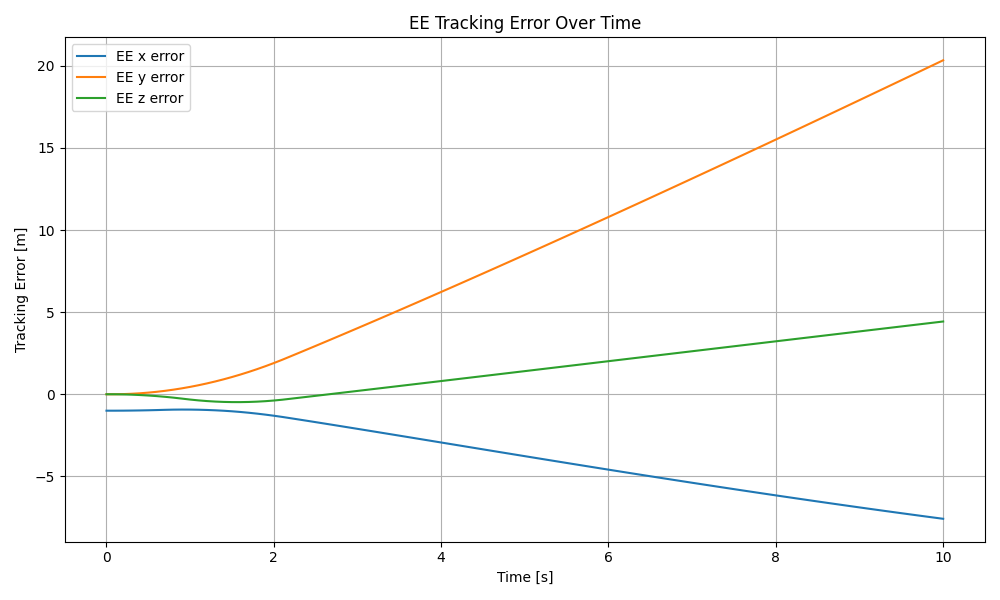 EE Tracking Error Over Time
EE x error
EE y error
EE z error
Tracking Error [m]
20
15
10
5
0
−5
0 2 4 6 8 10
Time [s]